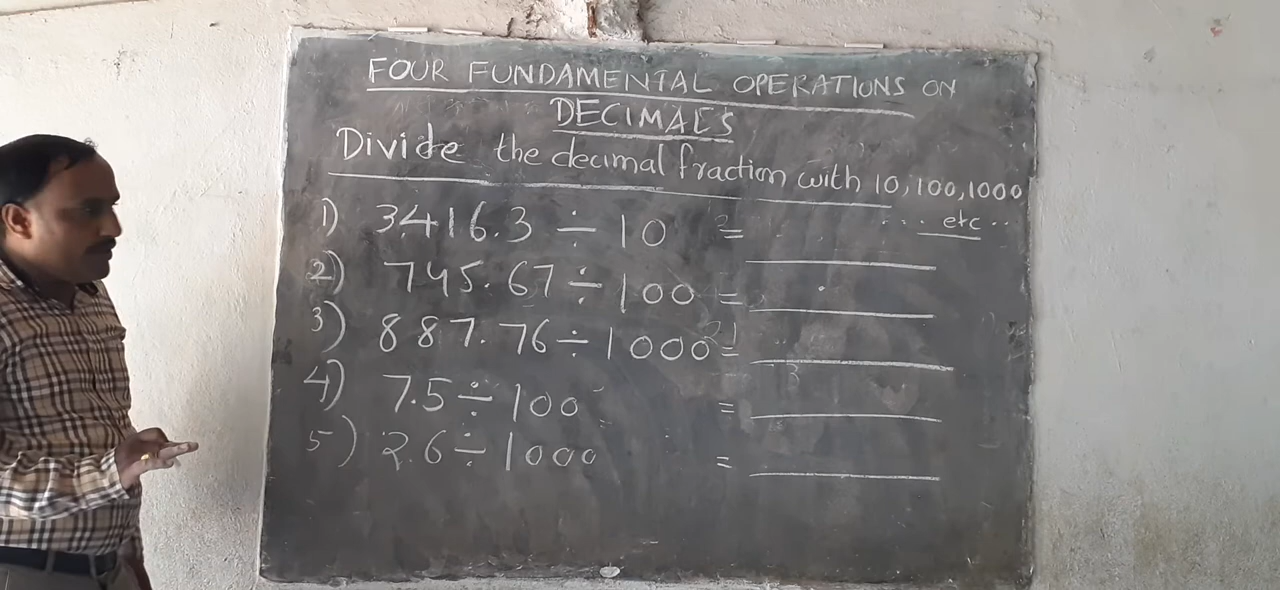 FOUR FUNDAMENTAL OPERATIONS ON
DECIMALS
Divide the decimal fraction with 10, 100, 1000
.... etc ..
1) 3416.3 ÷ 10 =
2) 745.67 ÷ 100 =
3) 887.76 ÷ 1000 =
4) 7.5 ÷ 100 =
5) 2.6 ÷ 1000 =